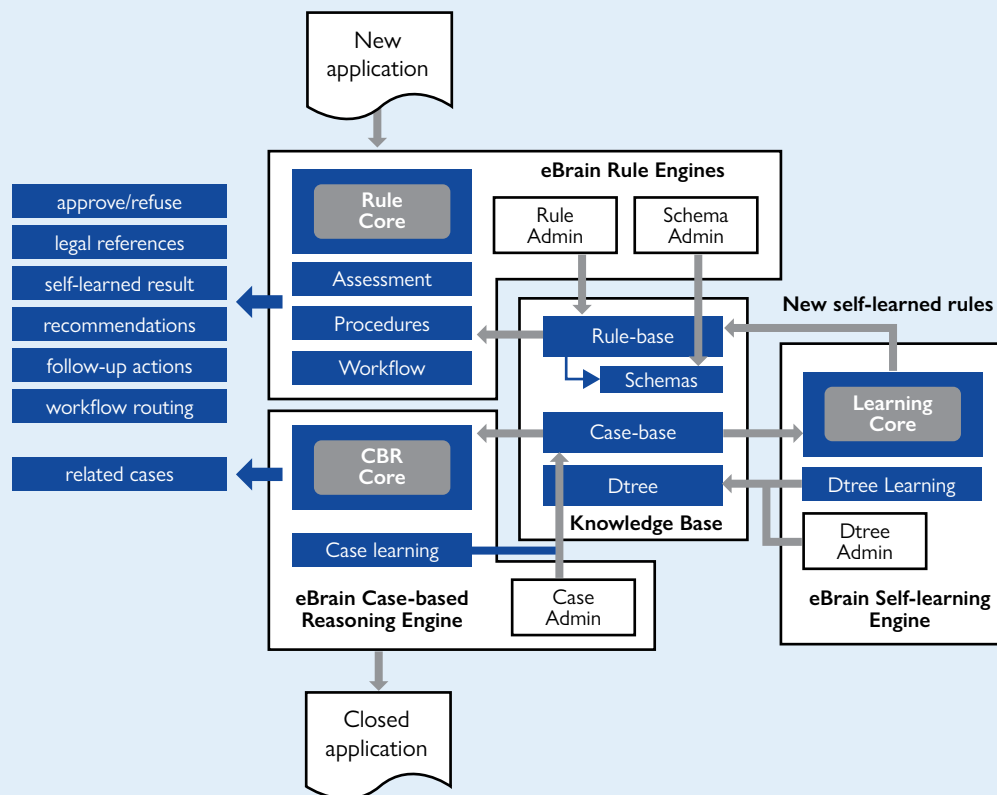 New
application
eBrain Rule Engines
Rule
Core
Rule
Admin
Schema
Admin
approve/refuse
legal references
self-learned result
recommendations
follow-up actions
workflow routing
Assessment
Procedures
Workflow
New self-learned rules
Rule-base
Schemas
Case-base
Dtree
Knowledge Base
Learning
Core
Dtree Learning
Dtree
Admin
eBrain Self-learning
Engine
related cases
CBR
Core
Case learning
eBrain Case-based
Reasoning Engine
Case
Admin
Closed
application